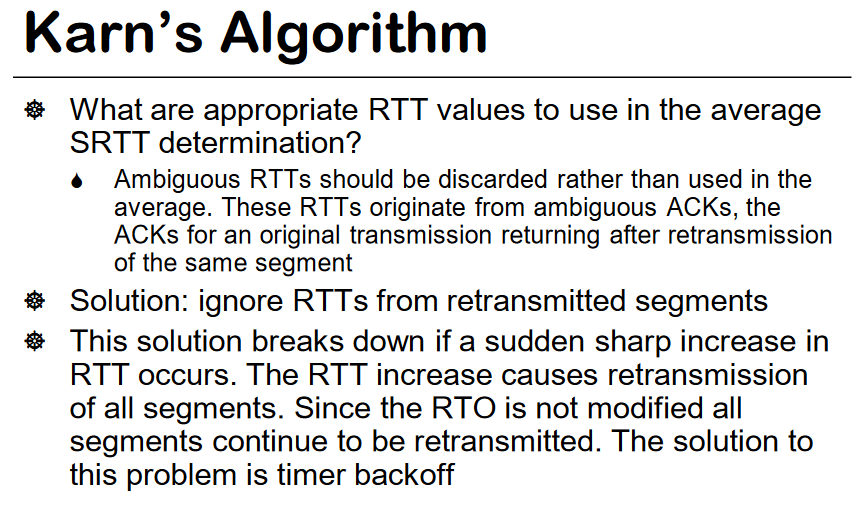 Karn's Algorithm
What are appropriate RTT values to use in the average
SRTT determination?
Ambiguous RTTs should be discarded rather than used in the
average. These RTTs originate from ambiguous ACKs, the
ACKs for an original transmission returning after retransmission
of the same segment
Solution: ignore RTTs from retransmitted segments
This solution breaks down if a sudden sharp increase in
RTT occurs. The RTT increase causes retransmission
of all segments. Since the RTO is not modified all
segments continue to be retransmitted. The solution to
this problem is timer backoff